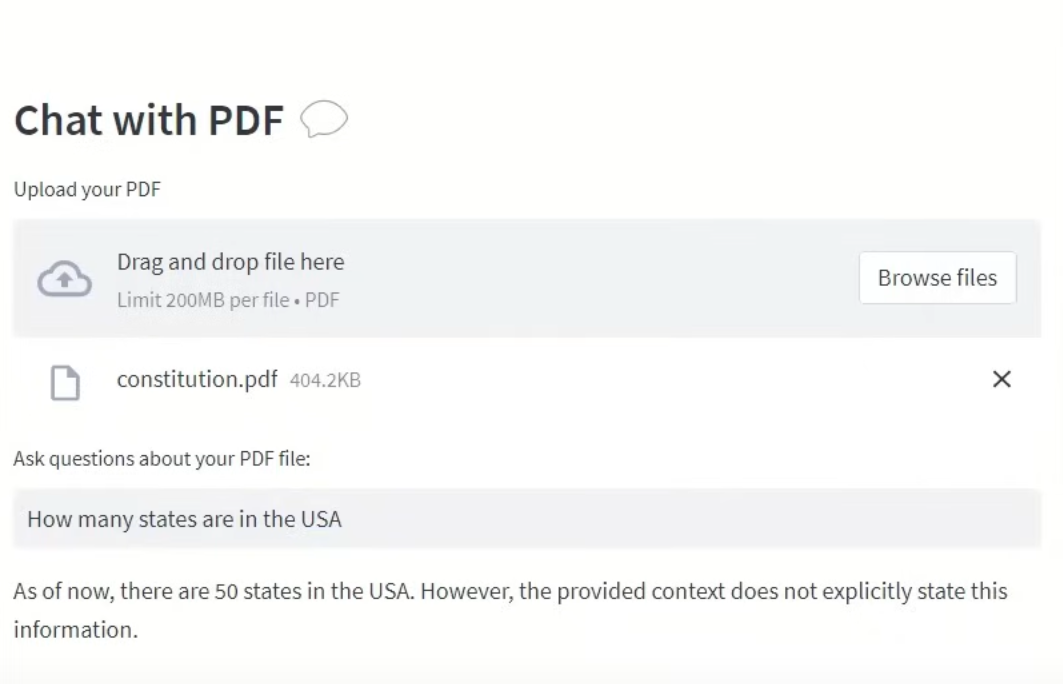 Chat with PDF
Upload your PDF
Drag and drop file here
Limit 200MB per file • PDF
Browse files
constitution.pdf 404.2KB
Ask questions about your PDF file:
How many states are in the USA
As of now, there are 50 states in the USA. However, the provided context does not explicitly state this
information.